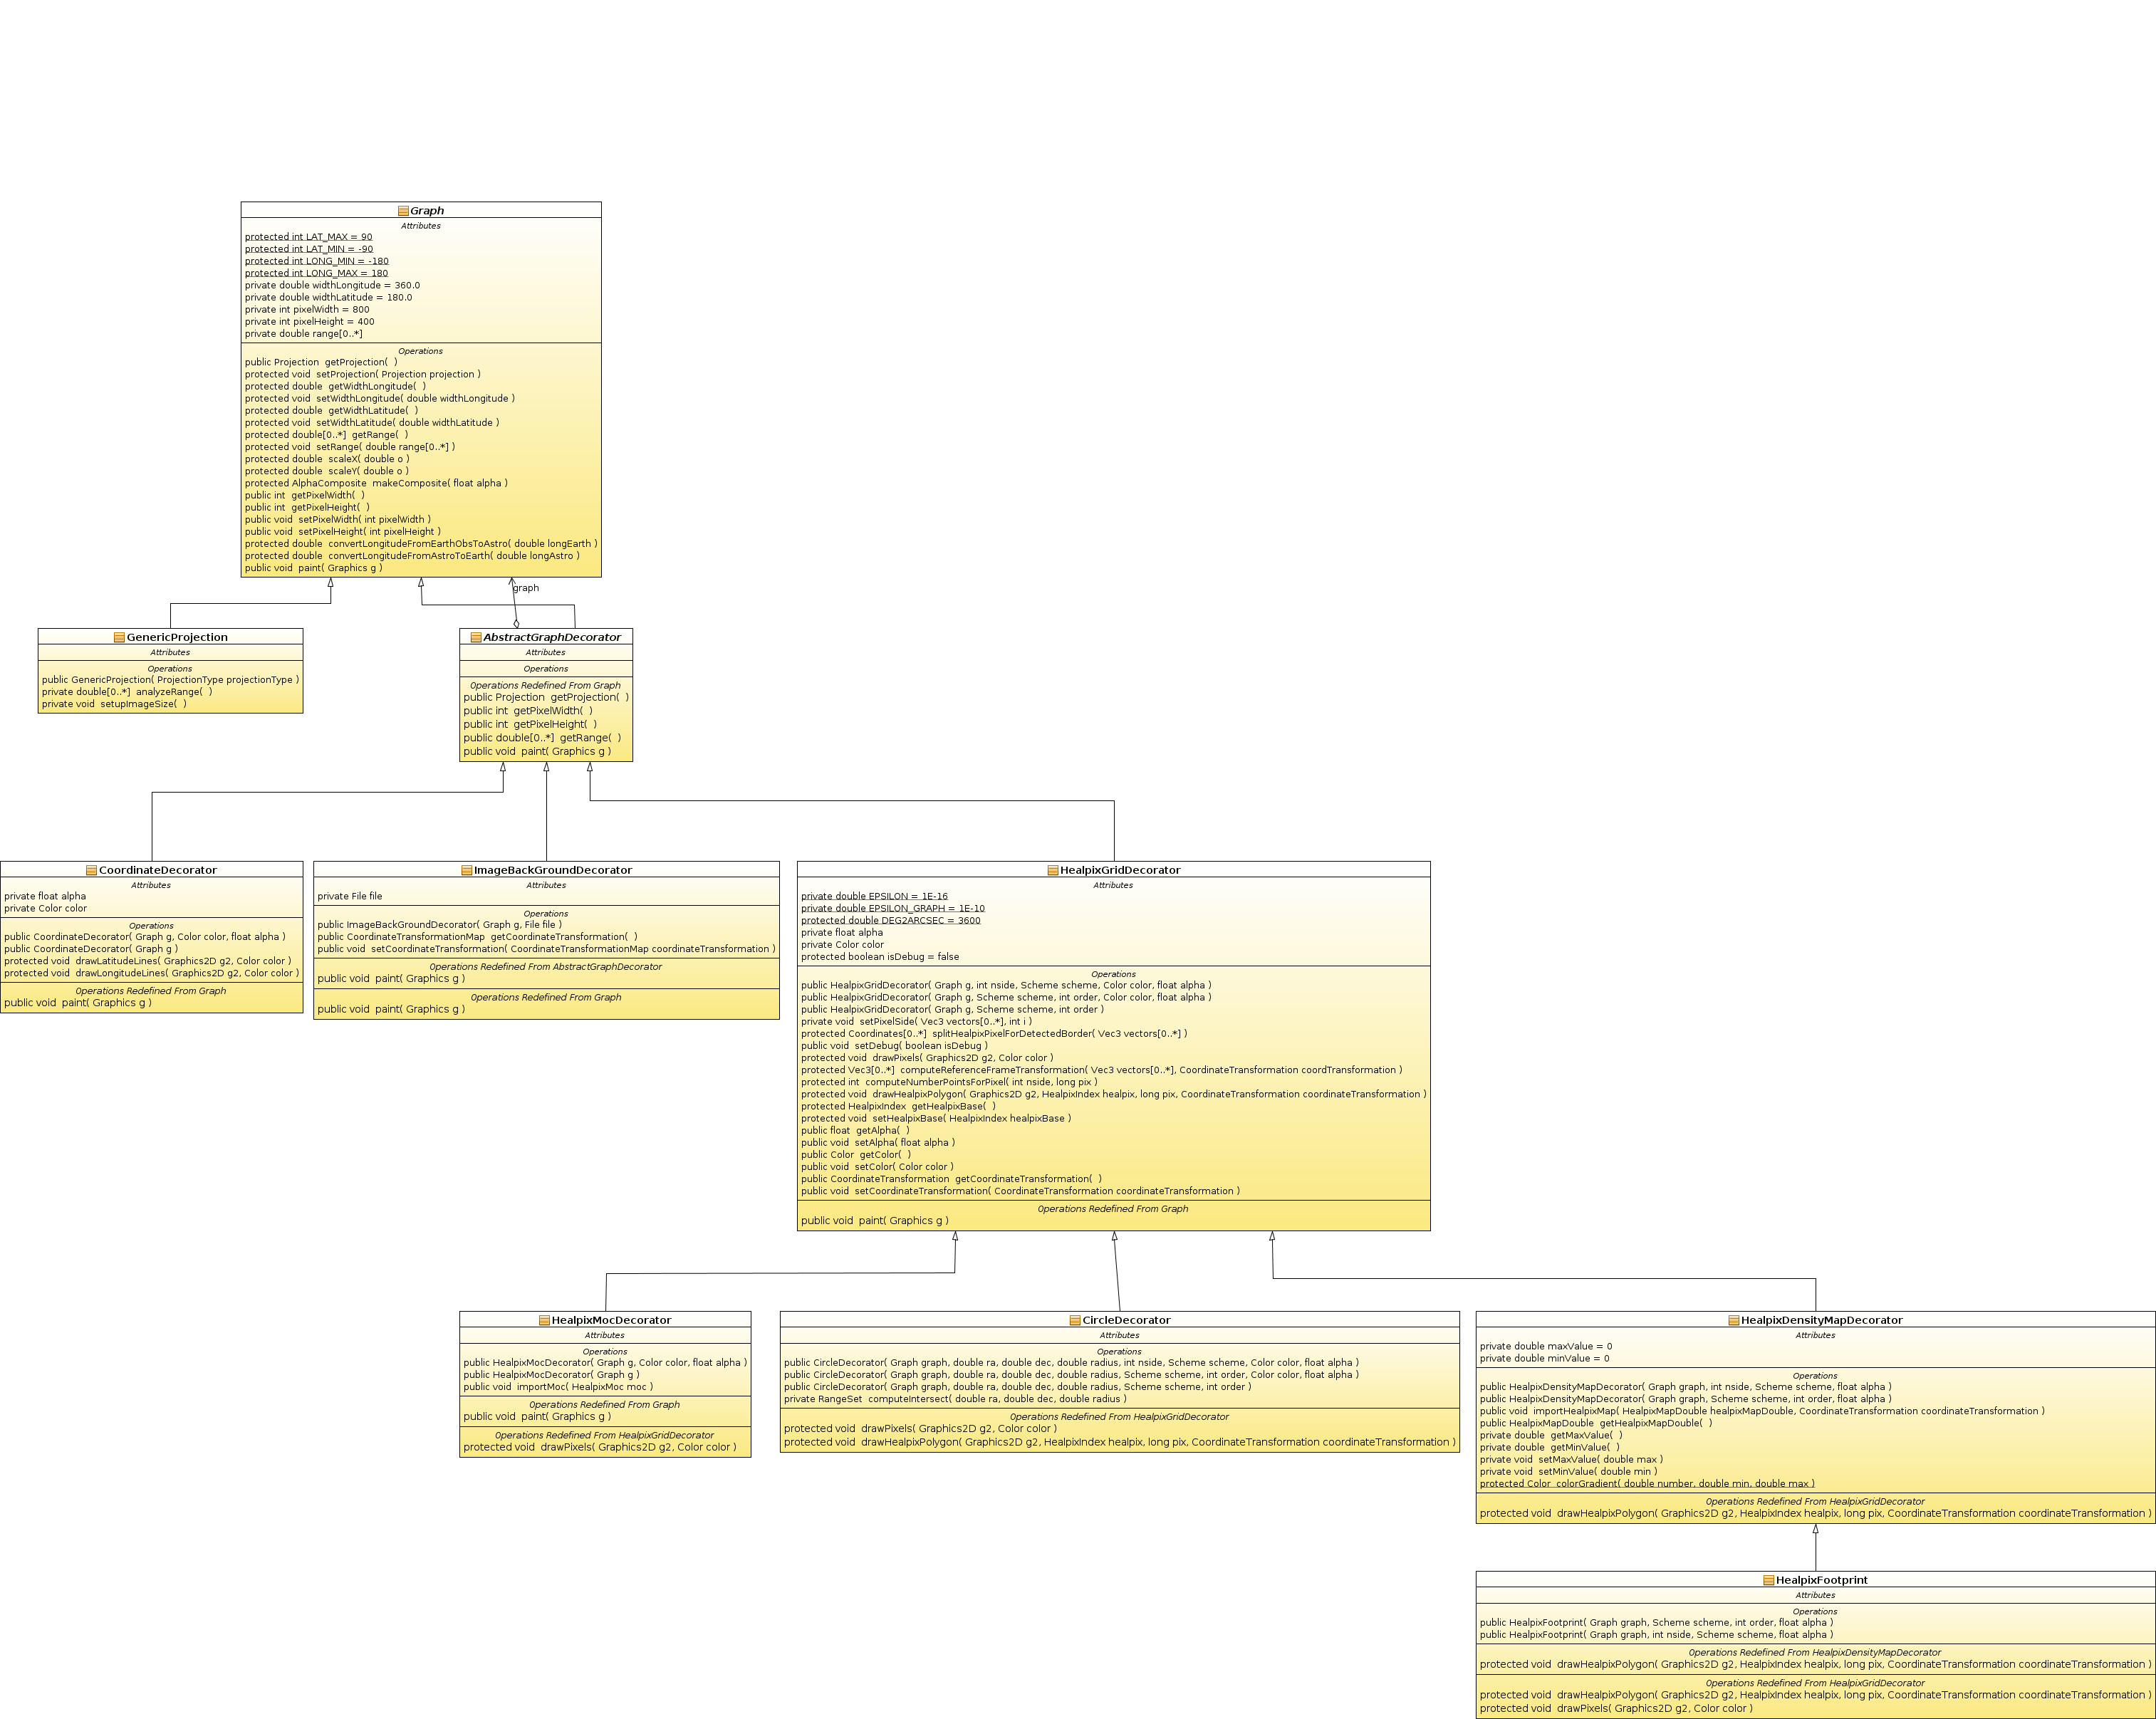 Graph
Attributes
protected int LAT_MAX = 90
protected int LAT_MIN = -90
protected int LONG_MIN = -180
protected int LONG_MAX = 180
private double widthLongitude = 360.0
private double widthLatitude = 180.0
private int pixelWidth = 800
private int pixelHeight = 400
private double range[0..*]
Operations
public Projection getProjection( )
protected void setProjection( Projection projection )
protected double getWidthLongitude( )
protected void setWidthLongitude( double widthLongitude )
protected double getWidthLatitude( )
protected void setWidthLatitude( double widthLatitude )
protected double[0..*] getRange( )
protected void setRange( double range[0..*] )
protected double scaleX( double o )
protected double scaleY( double o )
protected AlphaComposite makeComposite( float alpha )
public int getPixelWidth( )
public int getPixelHeight( )
public void setPixelWidth( int pixelWidth )
public void setPixelHeight( int pixelHeight )
protected double convertLongitudeFromEarthObsToAstro( double longEarth )
protected double convertLongitudeFromAstroToEarth( double longAstro )
public void paint( Graphics g )
graph
GenericProjection
Attributes
Operations
public GenericProjection( ProjectionType projectionType )
private double[0..*] analyzeRange( )
private void setupImageSize( )
AbstractGraphDecorator
Attributes
Operations
Operations Redefined From Graph
public Projection getProjection( )
public int getPixelWidth( )
public int getPixelHeight( )
public double[0..*] getRange( )
public void paint( Graphics g )
CoordinateDecorator
Attributes
private float alpha
private Color color
Operations
public CoordinateDecorator( Graph g, Color color, float alpha )
public CoordinateDecorator( Graph g )
protected void drawLatitudeLines( Graphics2D g2, Color color )
protected void drawLongitudeLines( Graphics2D g2, Color color )
Operations Redefined From Graph
public void paint( Graphics g )
ImageBackGroundDecorator
Attributes
private File file
Operations
public ImageBackGroundDecorator( Graph g, File file )
public CoordinateTransformationMap getCoordinateTransformation( )
public void setCoordinateTransformation( CoordinateTransformationMap coordinateTransformation )
Operations Redefined From AbstractGraphDecorator
public void paint( Graphics g )
Operations Redefined From Graph
public void paint( Graphics g )
HealpixGridDecorator
Attributes
private double EPSILON = 1E-16
private double EPSILON_GRAPH = 1E-10
protected double DEG2ARCSEC = 3600
private float alpha
private Color color
protected boolean isDebug = false
Operations
public HealpixGridDecorator( Graph g, int nside, Scheme scheme, Color color, float alpha )
public HealpixGridDecorator( Graph g, Scheme scheme, int order, Color color, float alpha )
public HealpixGridDecorator( Graph g, Scheme scheme, int order )
private void setPixelSide( Vec3 vectors[0..*], int i )
protected Coordinates[0..*] splitHealpixPixelForDetectedBorder( Vec3 vectors[0..*] )
public void setDebug( boolean isDebug )
protected void drawPixels( Graphics2D g2, Color color )
protected Vec3[0..*] computeReferenceFrameTransformation( Vec3 vectors[0..*], CoordinateTransformation coordTransformation )
protected int computeNumberPointsForPixel( int nside, long pix )
protected void drawHealpixPolygon( Graphics2D g2, HealpixIndex healpix, long pix, CoordinateTransformation coordinateTransformation )
protected HealpixIndex getHealpixBase( )
protected void setHealpixBase( HealpixIndex healpixBase )
public float getAlpha( )
public void setAlpha( float alpha )
public Color getColor( )
public void setColor( Color color )
public CoordinateTransformation getCoordinateTransformation( )
public void setCoordinateTransformation( CoordinateTransformation coordinateTransformation )
Operations Redefined From Graph
public void paint( Graphics g )
HealpixMocDecorator
Attributes
Operations
public HealpixMocDecorator( Graph g, Color color, float alpha )
public HealpixMocDecorator( Graph g )
public void importMoc( HealpixMoc moc )
Operations Redefined From Graph
public void paint( Graphics g )
Operations Redefined From HealpixGridDecorator
protected void drawPixels( Graphics2D g2, Color color )
CircleDecorator
Attributes
Operations
public CircleDecorator( Graph graph, double ra, double dec, double radius, int nside, Scheme scheme, Color color, float alpha )
public CircleDecorator( Graph graph, double ra, double dec, double radius, Scheme scheme, int order, Color color, float alpha )
public CircleDecorator( Graph graph, double ra, double dec, double radius, Scheme scheme, int order )
private RangeSet computeIntersect( double ra, double dec, double radius )
Operations Redefined From HealpixGridDecorator
protected void drawPixels( Graphics2D g2, Color color )
protected void drawHealpixPolygon( Graphics2D g2, HealpixIndex healpix, long pix, CoordinateTransformation coordinateTransformation )
HealpixDensityMapDecorator
Attributes
private double maxValue = 0
private double minValue = 0
Operations
public HealpixDensityMapDecorator( Graph graph, int nside, Scheme scheme, float alpha )
public HealpixDensityMapDecorator( Graph graph, Scheme scheme, int order, float alpha )
public void importHealpixMap( HealpixMapDouble healpixMapDouble, CoordinateTransformation coordinateTransformation )
public HealpixMapDouble getHealpixMapDouble( )
private double getMaxValue( )
private double getMinValue( )
private void setMaxValue( double max )
private void setMinValue( double min )
protected Color colorGradient( double number, double min, double max )
Operations Redefined From HealpixGridDecorator
protected void drawHealpixPolygon( Graphics2D g2, HealpixIndex healpix, long pix, CoordinateTransformation coordinateTransformation )
HealpixFootprint
Attributes
Operations
public HealpixFootprint( Graph graph, Scheme scheme, int order, float alpha )
public HealpixFootprint( Graph graph, int nside, Scheme scheme, float alpha )
Operations Redefined From HealpixDensityMapDecorator
protected void drawHealpixPolygon( Graphics2D g2, HealpixIndex healpix, long pix, CoordinateTransformation coordinateTransformation )
Operations Redefined From HealpixGridDecorator
protected void drawHealpixPolygon( Graphics2D g2, HealpixIndex healpix, long pix, CoordinateTransformation coordinateTransformation )
protected void drawPixels( Graphics2D g2, Color color )